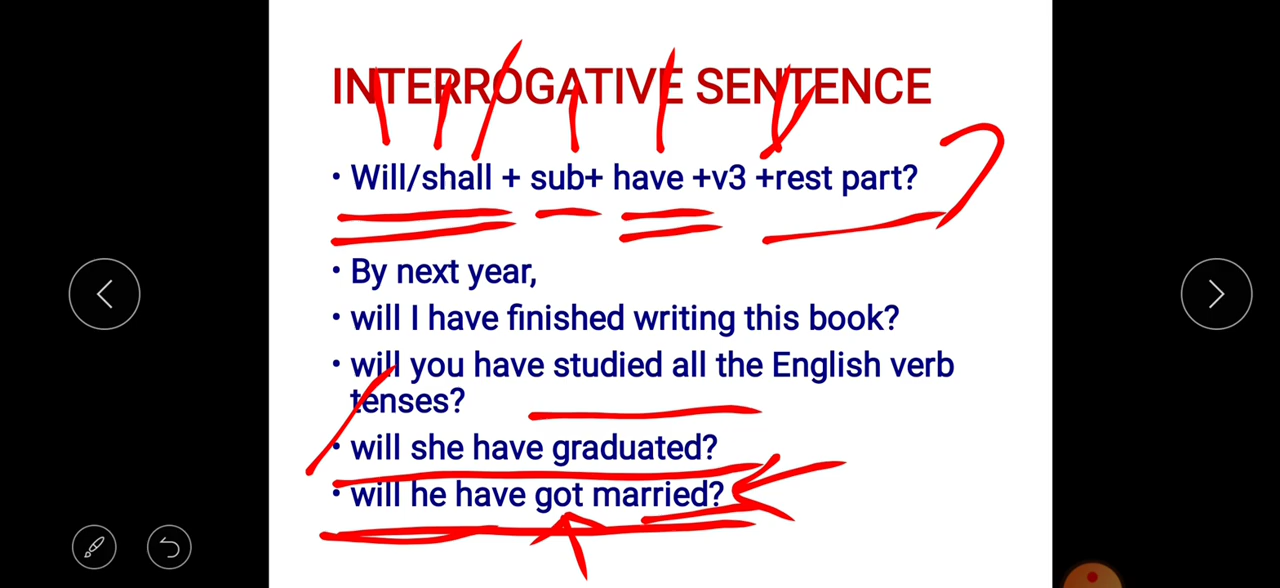 INTERROGATIVE SENTENCE
• Will/shall + sub+ have +v3 +rest part?
• By next year,
• will I have finished writing this book?
• will you have studied all the English verb
tenses?
• will she have graduated?
• will he have got married?